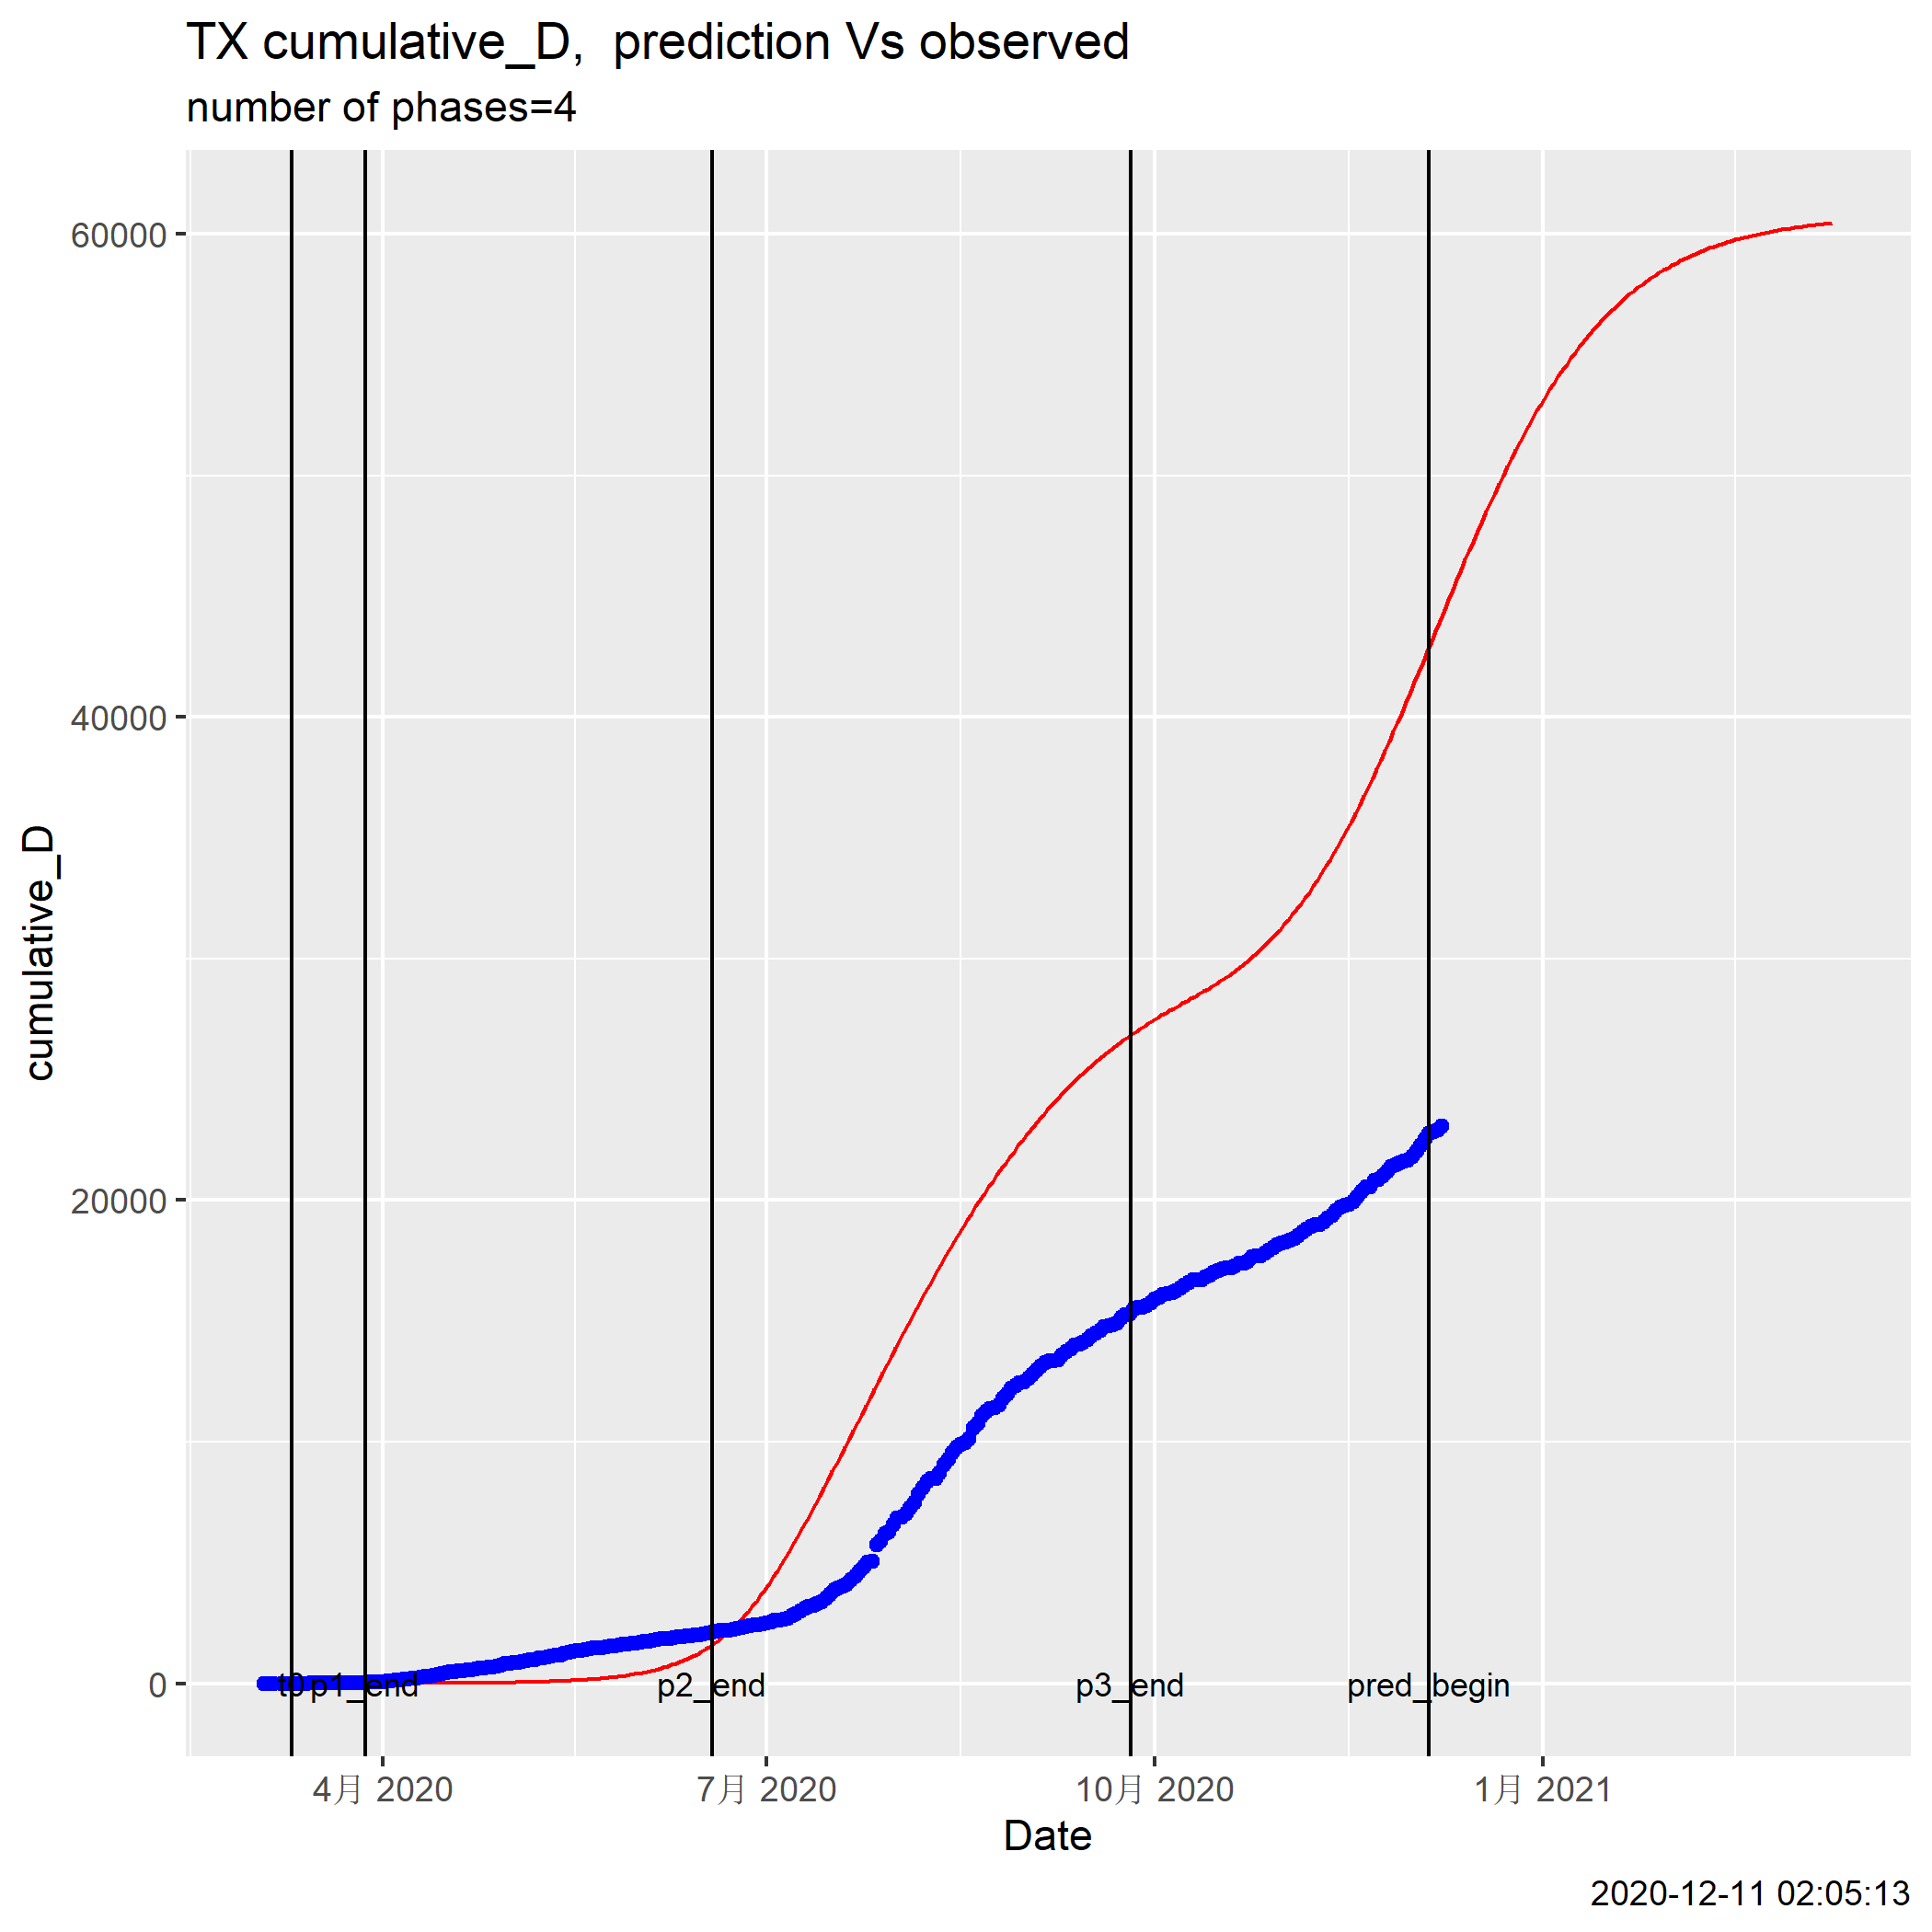 TX cumulative_D,  prediction Vs observed
number of phases=4
60000
40000
20000
0
cumulative_D
t0
p1_end
p2_end
p3_end
pred_begin
4月 2020
7月 2020
10月 2020
1月 2021
Date
2020-12-11 02:05:13